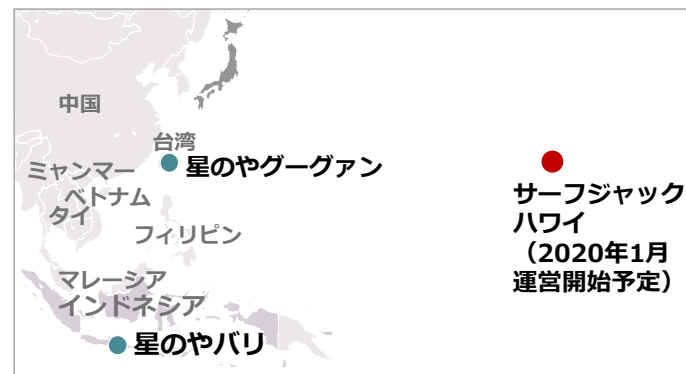 中国
台湾
星のやグーグァン
ミャンマー
ベトナム
タイ
フィリピン
サーフジャック
ハワイ
（2020年1月
運営開始予定）
マレーシア
インドネシア
星のやバリ